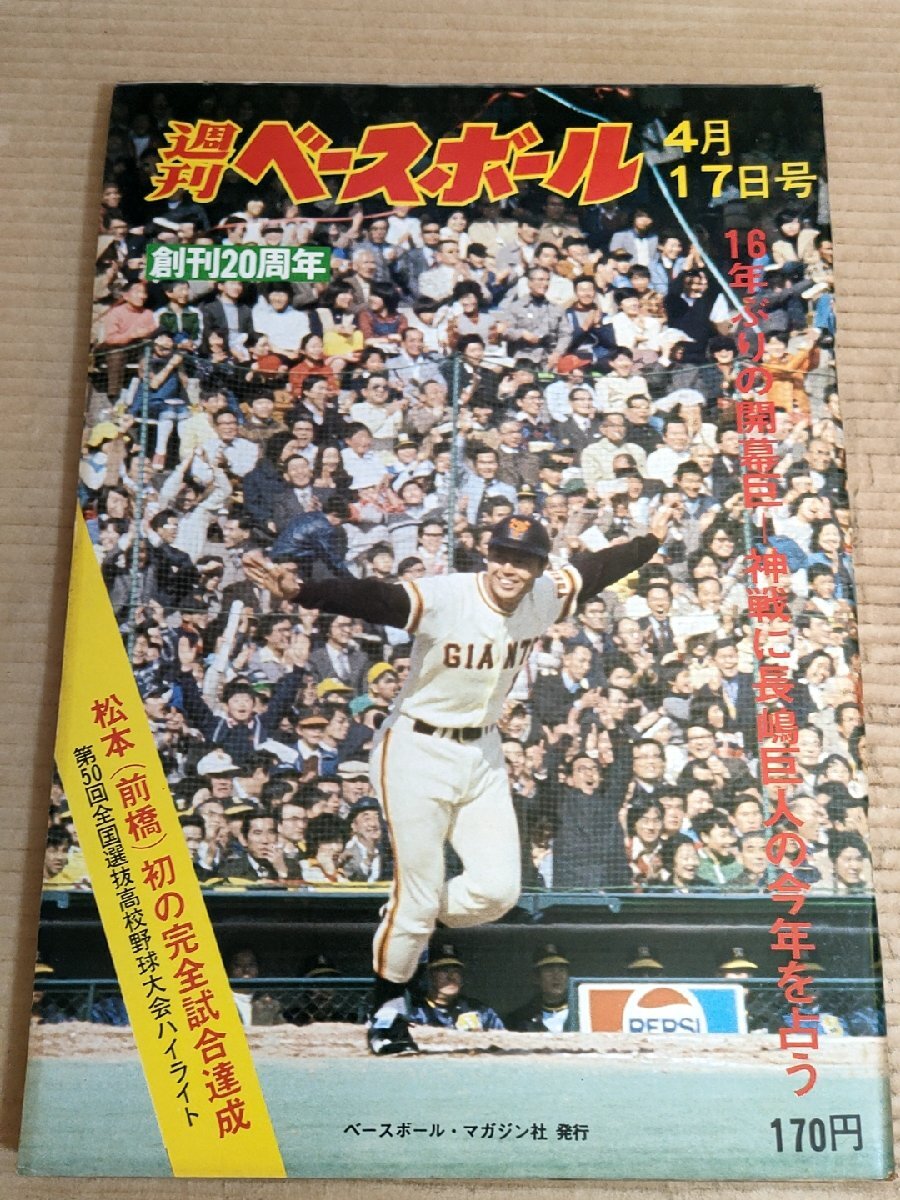 週刊ベースボール
4月
17日号
創刊20周年
16年ぶりの開幕巨―神戦に長嶋巨人の今年を占う
GIANT
松本(前橋)初の完全試合達成
第50回全国選抜高校野球大会ハイライト
PEPSI
ベースボール・マガジン社 発行
170円